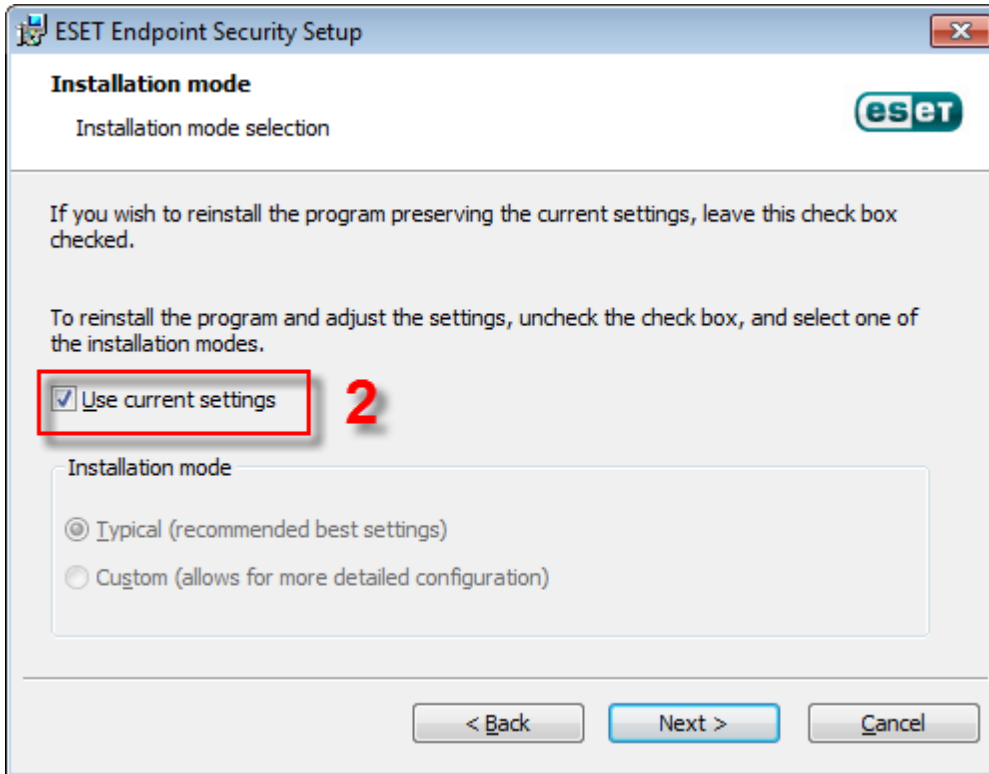 ESET Endpoint Security Setup
Installation mode
Installation mode selection
eset
If you wish to reinstall the program preserving the current settings, leave this check box
checked.
To reinstall the program and adjust the settings, uncheck the check box, and select one of
the installation modes.
Use current settings
2
Installation mode
Typical (recommended best settings)
Custom (allows for more detailed configuration)
< Back
Next >
Cancel